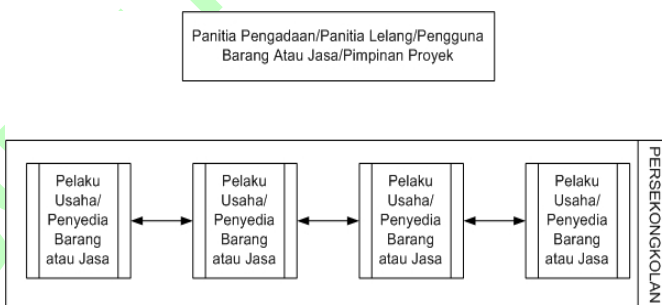 Panitia Pengadaan/Panitia Lelang/Pengguna
Barang Atau Jasa/Pimpinan Proyek
Pelaku
Usaha/
Penyedia
Barang
atau Jasa
Pelaku
Usaha/
Penyedia
Barang
atau Jasa
Pelaku
Usaha/
Penyedia
Barang
atau Jasa
Pelaku
Usaha/
Penyedia
Barang
atau Jasa
PERSEKONGKOLAN